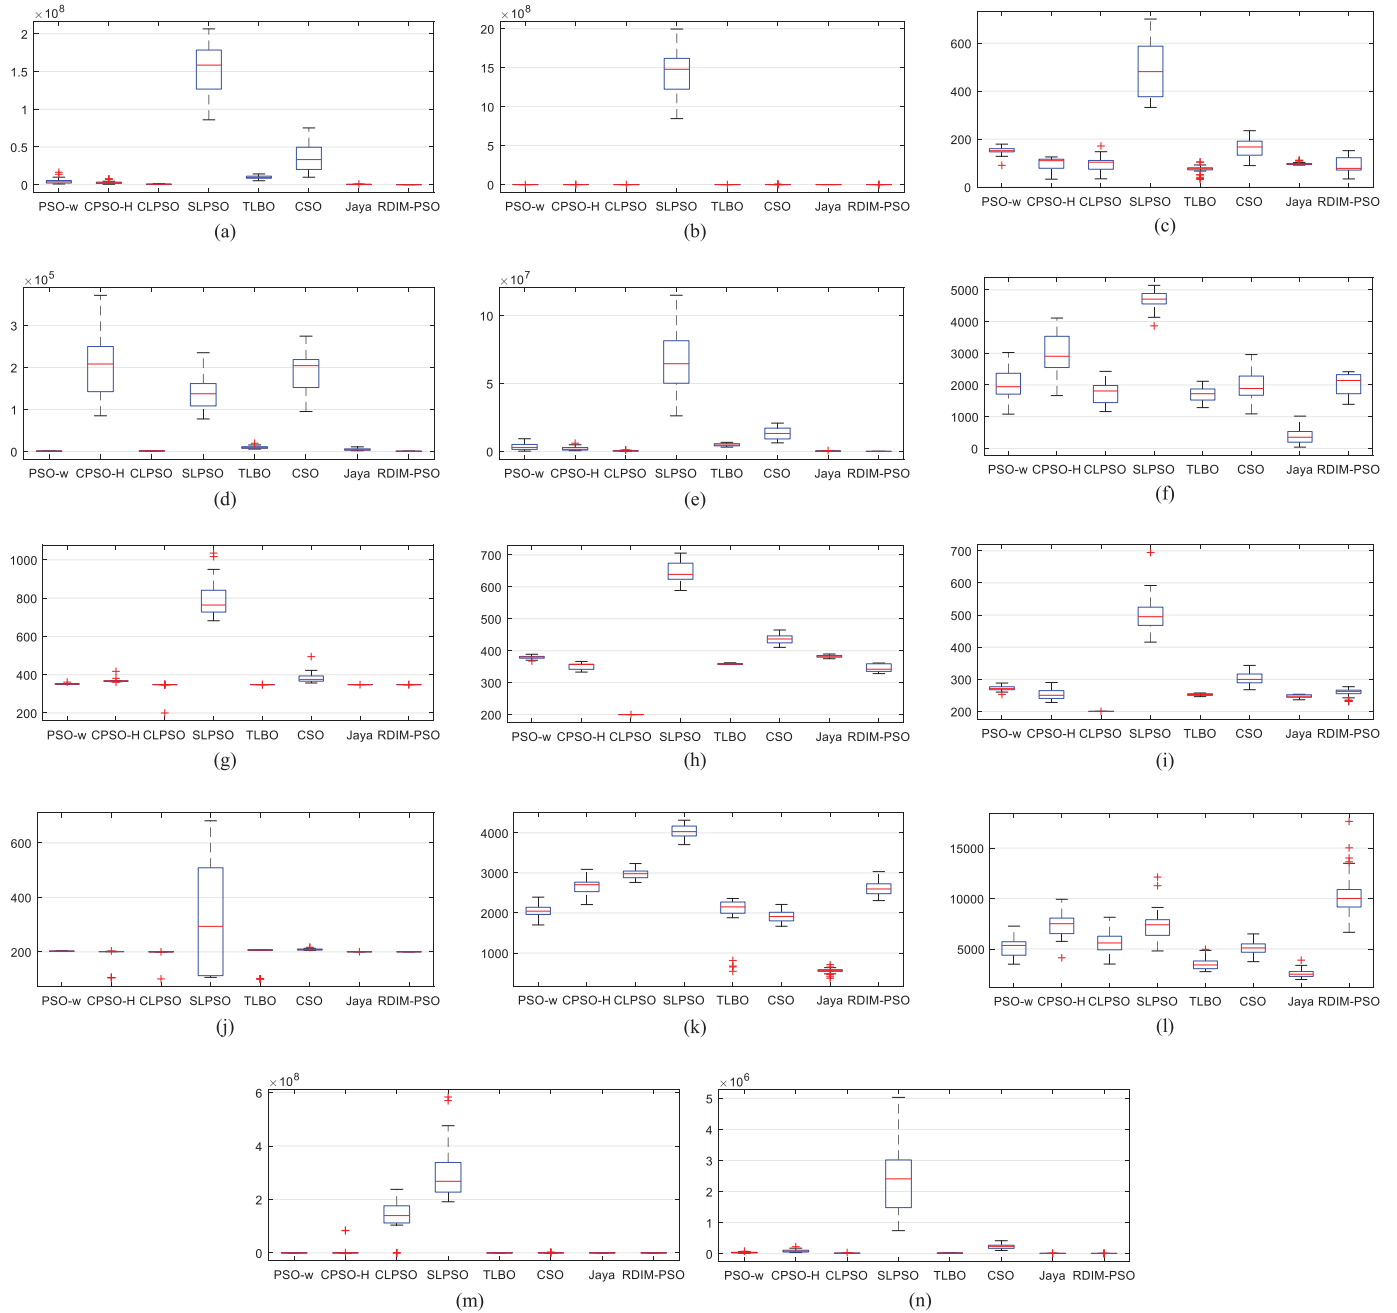 ×10^8
2
1.5
1
0.5
0
PSO-w CPSO-H CLPSO SLPSO TLBO CSO Jaya RDIM-PSO
(a)
×10^8
20
15
10
5
0
PSO-w CPSO-H CLPSO SLPSO TLBO CSO Jaya RDIM-PSO
(b)
600
400
200
0
PSO-w CPSO-H CLPSO SLPSO TLBO CSO Jaya RDIM-PSO
(c)
×10^5
3
2
1
0
PSO-w CPSO-H CLPSO SLPSO TLBO CSO Jaya RDIM-PSO
(d)
×10^7
10
5
0
PSO-w CPSO-H CLPSO SLPSO TLBO CSO Jaya RDIM-PSO
(e)
5000
4000
3000
2000
1000
0
PSO-w CPSO-H CLPSO SLPSO TLBO CSO Jaya RDIM-PSO
(f)
1000
800
600
400
200
PSO-w CPSO-H CLPSO SLPSO TLBO CSO Jaya RDIM-PSO
(g)
700
600
500
400
300
200
PSO-w CPSO-H CLPSO SLPSO TLBO CSO Jaya RDIM-PSO
(h)
700
600
500
400
300
200
PSO-w CPSO-H CLPSO SLPSO TLBO CSO Jaya RDIM-PSO
(i)
600
400
200
PSO-w CPSO-H CLPSO SLPSO TLBO CSO Jaya RDIM-PSO
(j)
4000
3000
2000
1000
PSO-w CPSO-H CLPSO SLPSO TLBO CSO Jaya RDIM-PSO
(k)
15000
10000
5000
PSO-w CPSO-H CLPSO SLPSO TLBO CSO Jaya RDIM-PSO
(l)
×10^8
6
4
2
0
PSO-w CPSO-H CLPSO SLPSO TLBO CSO Jaya RDIM-PSO
(m)
×10^6
5
4
3
2
1
0
PSO-w CPSO-H CLPSO SLPSO TLBO CSO Jaya RDIM-PSO
(n)